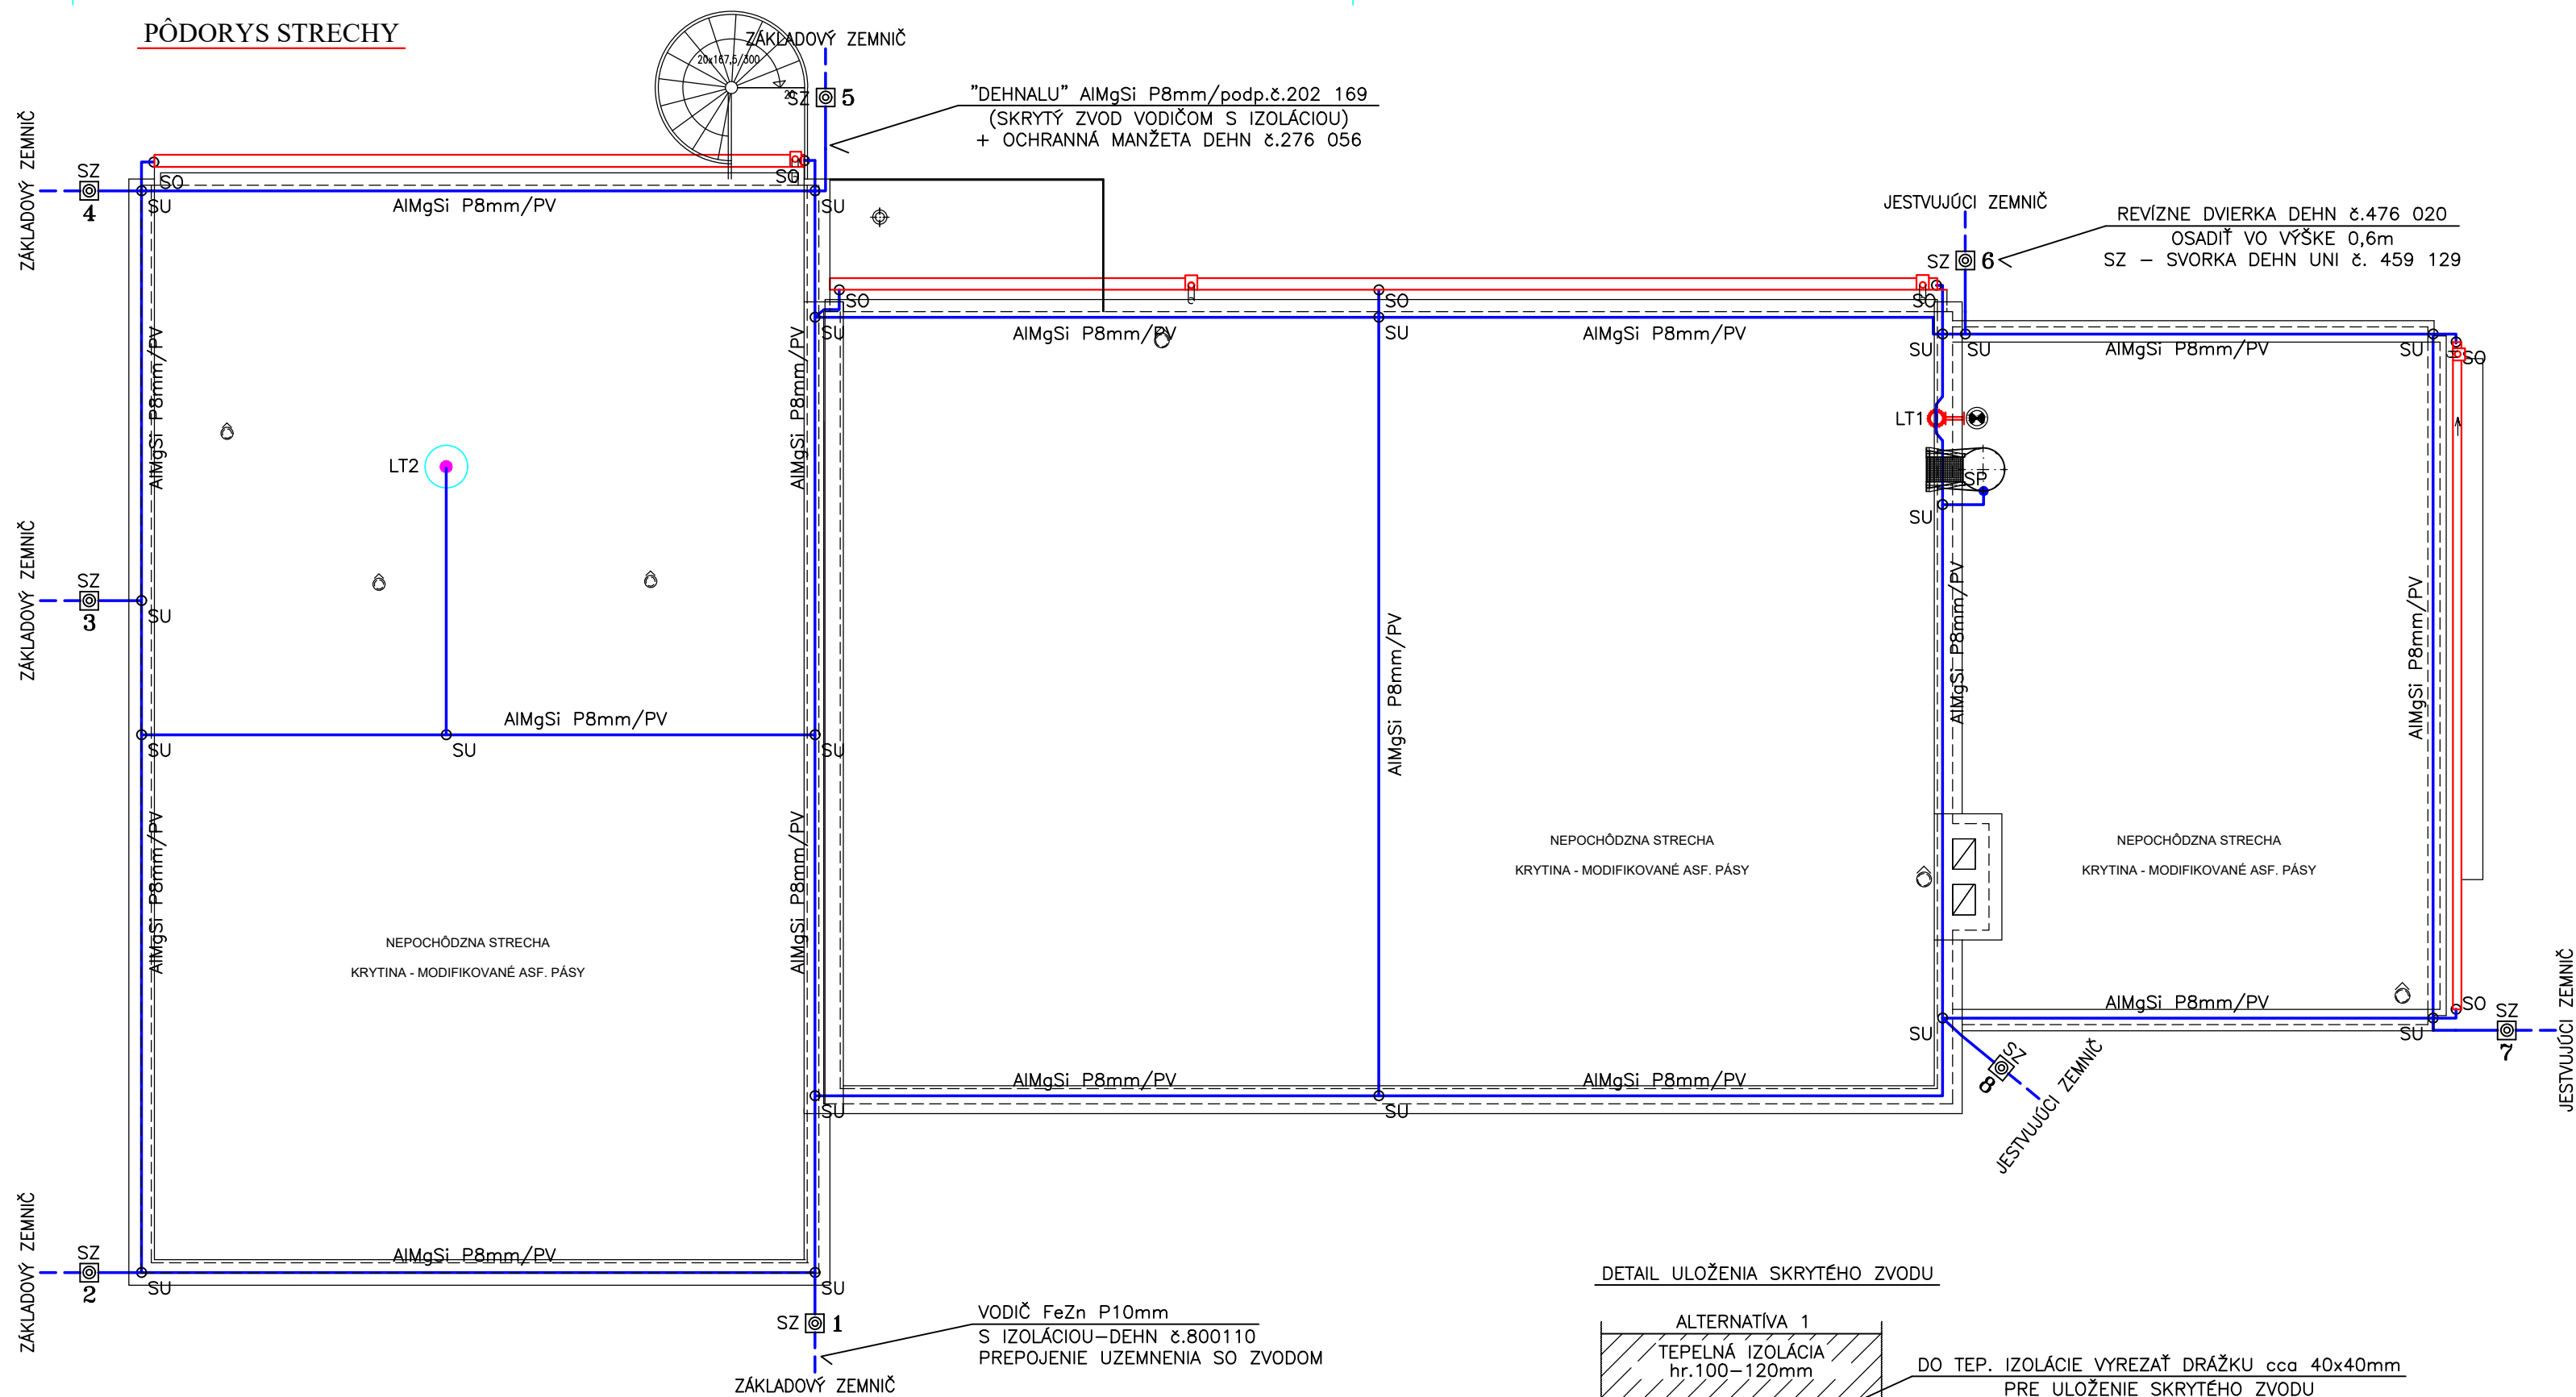 PÔDORYS STRECHY
ZÁKLADOVÝ ZEMNIČ
20x167,5/300
20
SZ 5
"DEHNALU" AlMgSi P8mm/podp.č.202 169
(SKRYTÝ ZVOD VODIČOM S IZOLÁCIOU)
+ OCHRANNÁ MANŽETA DEHN č.276 056
ZÁKLADOVÝ ZEMNIČ
SZ
4
SO
SU
AlMgSi P8mm/PV
SO
SU
JESTVUJÚCI ZEMNIČ
SZ 6
REVÍZNE DVIERKA DEHN č.476 020
OSADIŤ VO VÝŠKE 0,6m
SZ – SVORKA DEHN UNI č. 459 129
SO
SU
AlMgSi P8mm/PV
SO
SU
AlMgSi P8mm/PV
SO
SU
SU
AlMgSi P8mm/PV
SU
SO
AlMgSi P8mm/PV
AlMgSi P8mm/PV
LT1
LT2
SP
SU
ZÁKLADOVÝ ZEMNIČ
SZ
3
SU
AlMgSi P8mm/PV
AlMgSi P8mm/PV
AlMgSi P8mm/PV
AlMgSi P8mm/PV
SU
SU
SU
AlMgSi P8mm/PV
AlMgSi P8mm/PV
NEPOCHÔDZNA STRECHA
KRYTINA - MODIFIKOVANÉ ASF. PÁSY
NEPOCHÔDZNA STRECHA
KRYTINA - MODIFIKOVANÉ ASF. PÁSY
NEPOCHÔDZNA STRECHA
KRYTINA - MODIFIKOVANÉ ASF. PÁSY
AlMgSi P8mm/PV
SO
SU
SU
SZ
7
JESTVUJÚCI ZEMNIČ
SZ
8
JESTVUJÚCI ZEMNIČ
AlMgSi P8mm/PV
AlMgSi P8mm/PV
SU
SU
ZÁKLADOVÝ ZEMNIČ
SZ
2
SU
AlMgSi P8mm/PV
SU
SZ 1
ZÁKLADOVÝ ZEMNIČ
VODIČ FeZn P10mm
S IZOLÁCIOU–DEHN č.800110
PREPOJENIE UZEMNENIA SO ZVODOM
DETAIL ULOŽENIA SKRYTÉHO ZVODU
ALTERNATÍVA 1
TEPELNÁ IZOLÁCIA
hr.100–120mm
DO TEP. IZOLÁCIE VYREZAŤ DRÁŽKU cca 40x40mm
PRE ULOŽENIE SKRYTÉHO ZVODU